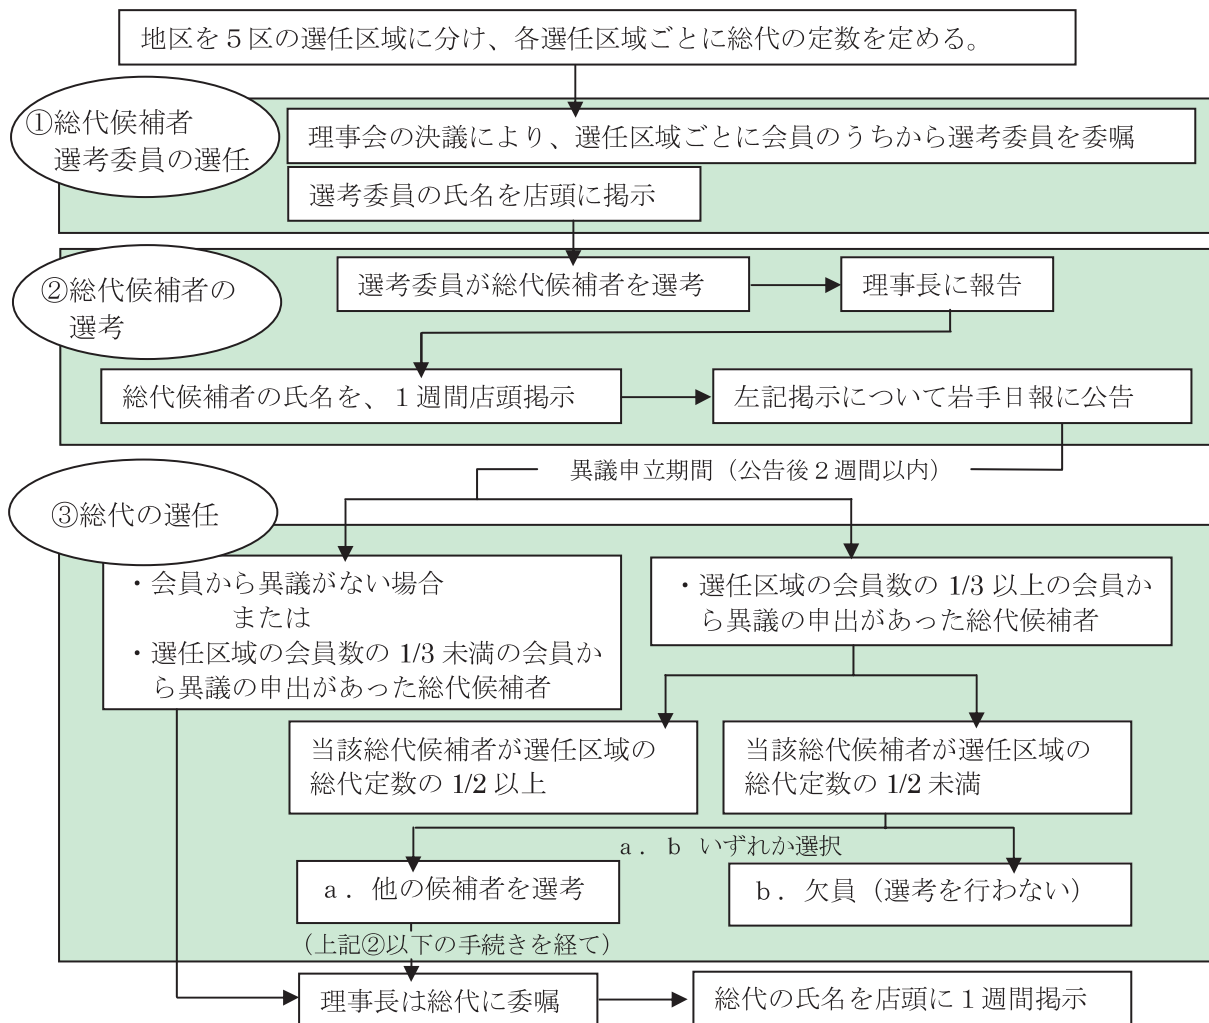 地区を５区の選任区域に分け、各選任区域ごとに総代の定数を定める。
①総代候補者
選考委員の選任
理事会の決議により、選任区域ごとに会員のうちから選考委員を委嘱
選考委員の氏名を店頭に掲示
②総代候補者の
選考
選考委員が総代候補者を選考
理事長に報告
総代候補者の氏名を、１週間店頭掲示
左記掲示について岩手日報に公告
異議申立期間（公告後２週間以内）
③総代の選任
・会員から異議がない場合
または
・選任区域の会員数の 1/3 未満の会員か
ら異議の申出があった総代候補者
・選任区域の会員数の 1/3 以上の会員か
ら異議の申出があった総代候補者
当該総代候補者が選任区域の
総代定数の 1/2 以上
当該総代候補者が選任区域の
総代定数の 1/2 未満
ａ．ｂ いずれか選択
ａ．他の候補者を選考
ｂ．欠員（選考を行わない）
（上記②以下の手続きを経て）
理事長は総代に委嘱
総代の氏名を店頭に１週間掲示